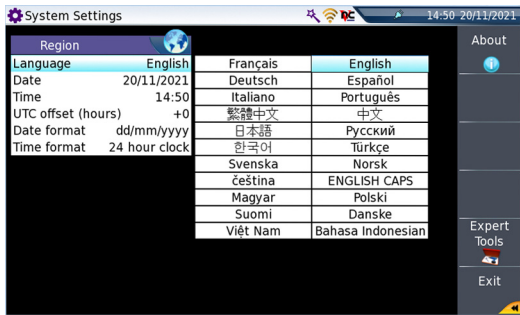 System Settings
14:50 20/11/2021
Region
Language English
Date 20/11/2021
Time 14:50
UTC offset (hours) +0
Date format dd/mm/yyyy
Time format 24 hour clock
Français English
Deutsch Español
Italiano Português
繁體中文 中文
日本語 Русский
한국어 Türkçe
Svenska Norsk
čeština ENGLISH CAPS
Magyar Polski
Suomi Danske
Việt Nam Bahasa Indonesian
About
Expert
Tools
Exit